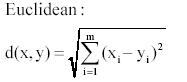 Euclidean :
d(x, y) = √∑_{i=1}^{m} (x_i − y_i)²